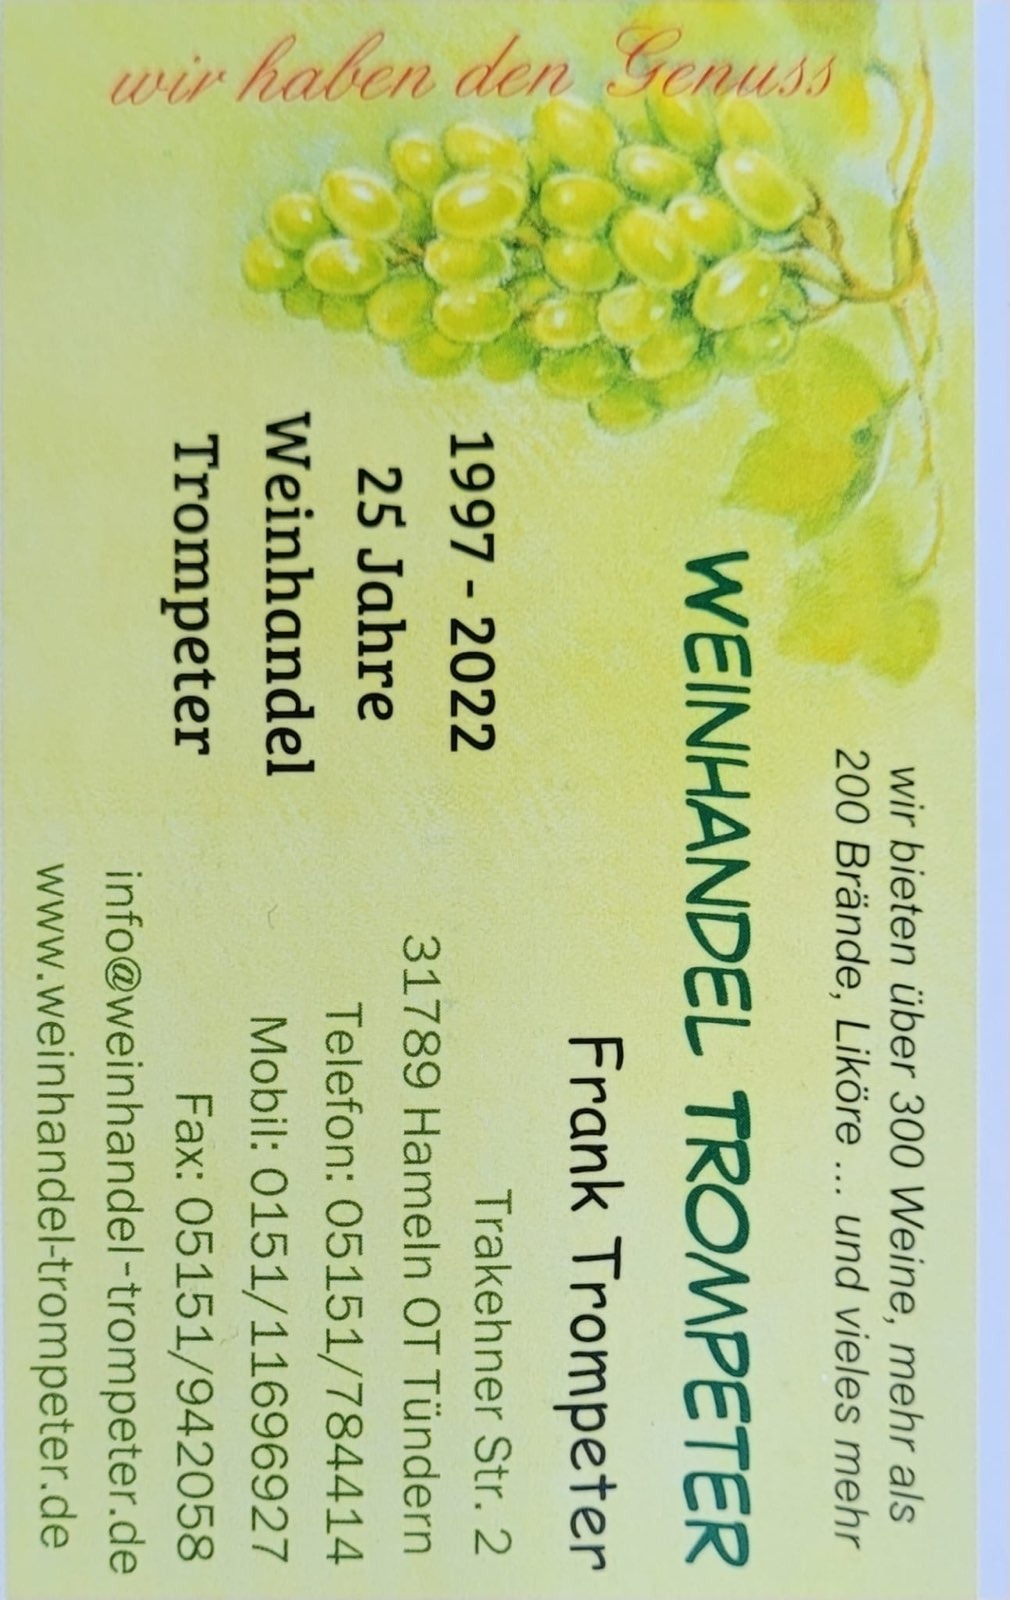 wir bieten über 300 Weine, mehr als
200 Brände, Liköre ... und vieles mehr
WEINHANDEL TROMPETER
Frank Trompeter
wir haben den Genuss
1997 - 2022
25 Jahre
Weinhandel
Trompeter
Trakehner Str. 2
31789 Hameln OT Tündern
Telefon: 05151/784414
Mobil: 0151/11696927
Fax: 05151/942058
info@weinhandel-trompeter.de
www.weinhandel-trompeter.de